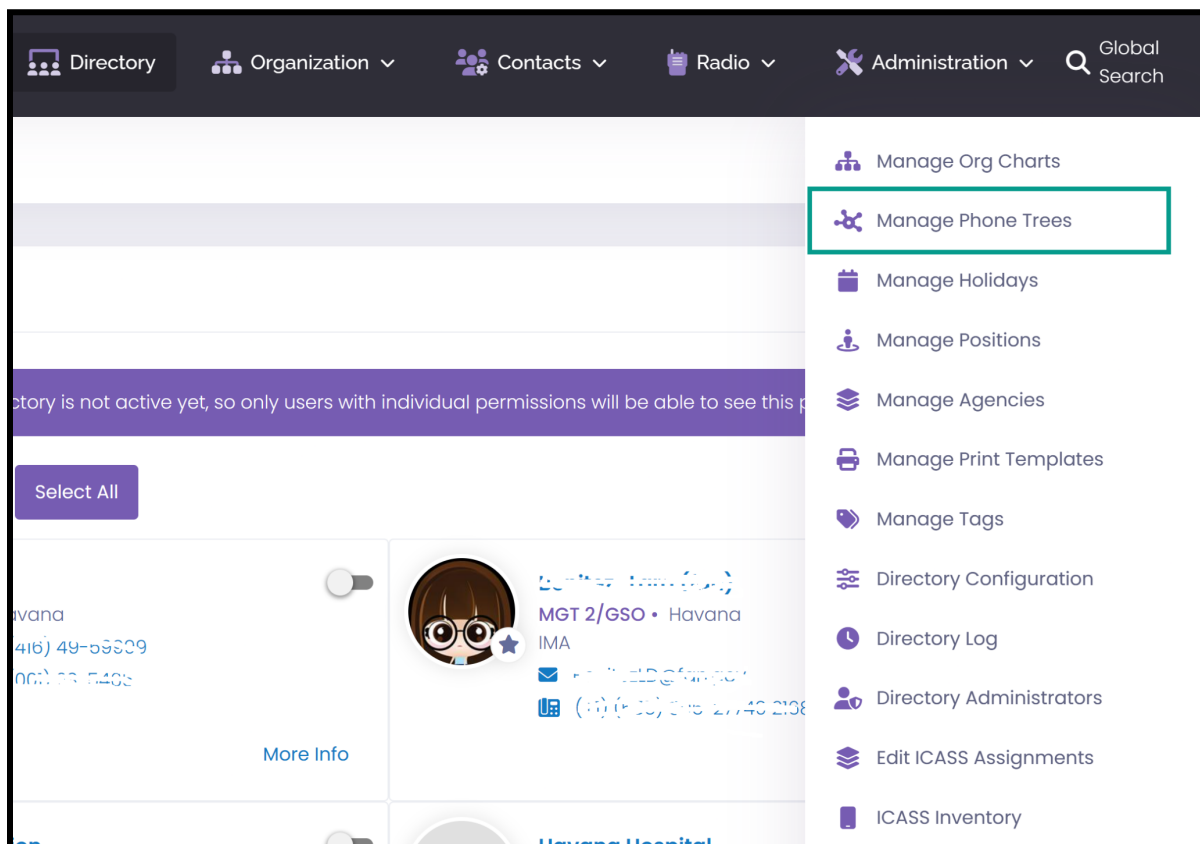 Directory
Organization
Contacts
Radio
Administration
Global
Search
Manage Org Charts
Manage Phone Trees
Manage Holidays
Manage Positions
ctory is not active yet, so only users with individual permissions will be able to see this p
Manage Agencies
Manage Print Templates
Select All
Manage Tags
Directory Configuration
avana
MGT 2/GSO • Havana
IMA
Directory Log
Directory Administrators
More Info
Edit ICASS Assignments
ICASS Inventory
on
Havana Hospital